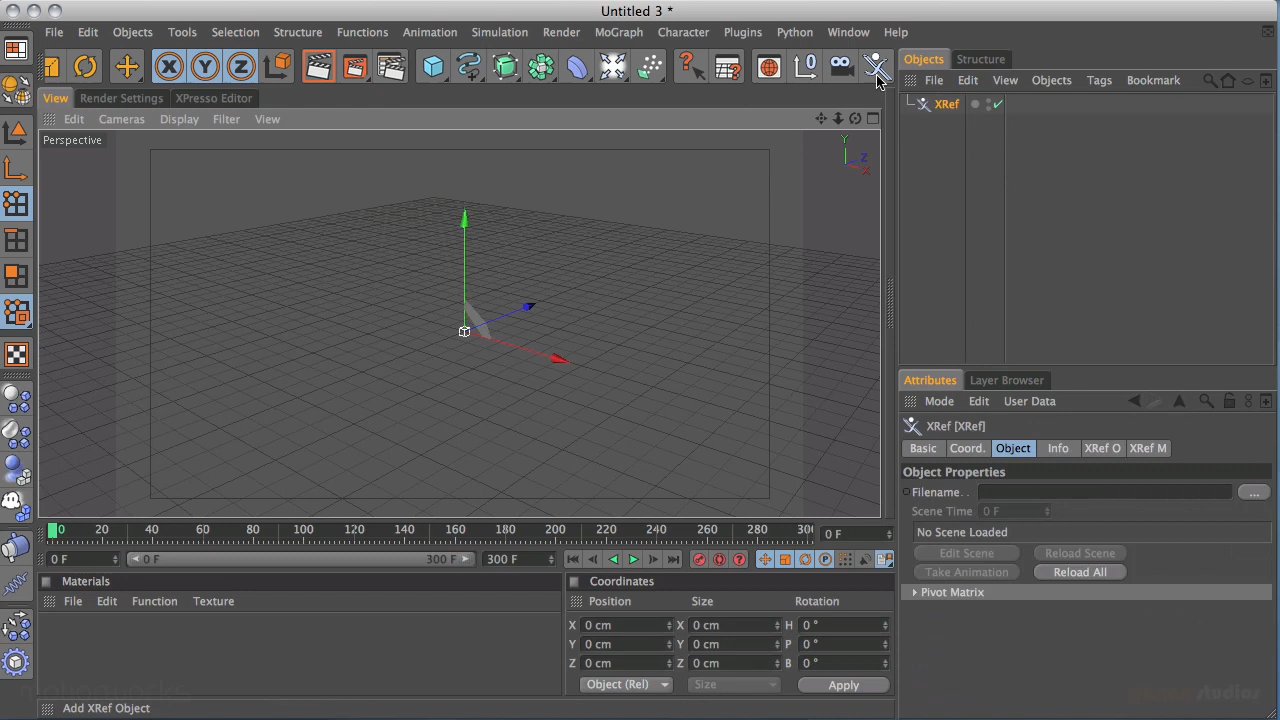 Untitled 3 *
File Edit Objects Tools Selection Structure Functions Animation Simulation Render MoGraph Character Plugins Python Window Help
X Y Z
View Render Settings XPresso Editor
View Cameras Display Filter View
Perspective
Y
Z
X
0 20 40 60 80 100 120 140 160 180 200 220 240 260 280 30 0 F
0 F 0 F 300 F 300 F
Materials
File Edit Function Texture
Coordinates
Position Size Rotation
X 0 cm X 0 cm H 0 °
Y 0 cm Y 0 cm P 0 °
Z 0 cm Z 0 cm B 0 °
Object (Rel) Size Apply
Add XRef Object
Objects Structure
File Edit View Objects Tags Bookmark
XRef
Attributes Layer Browser
Mode Edit User Data
XRef [XRef]
Basic Coord. Object Info XRef O XRef M
Object Properties
Filename . . ...
Scene Time 0 F
No Scene Loaded
Edit Scene Reload Scene
Take Animation Reload All
Pivot Matrix
studios